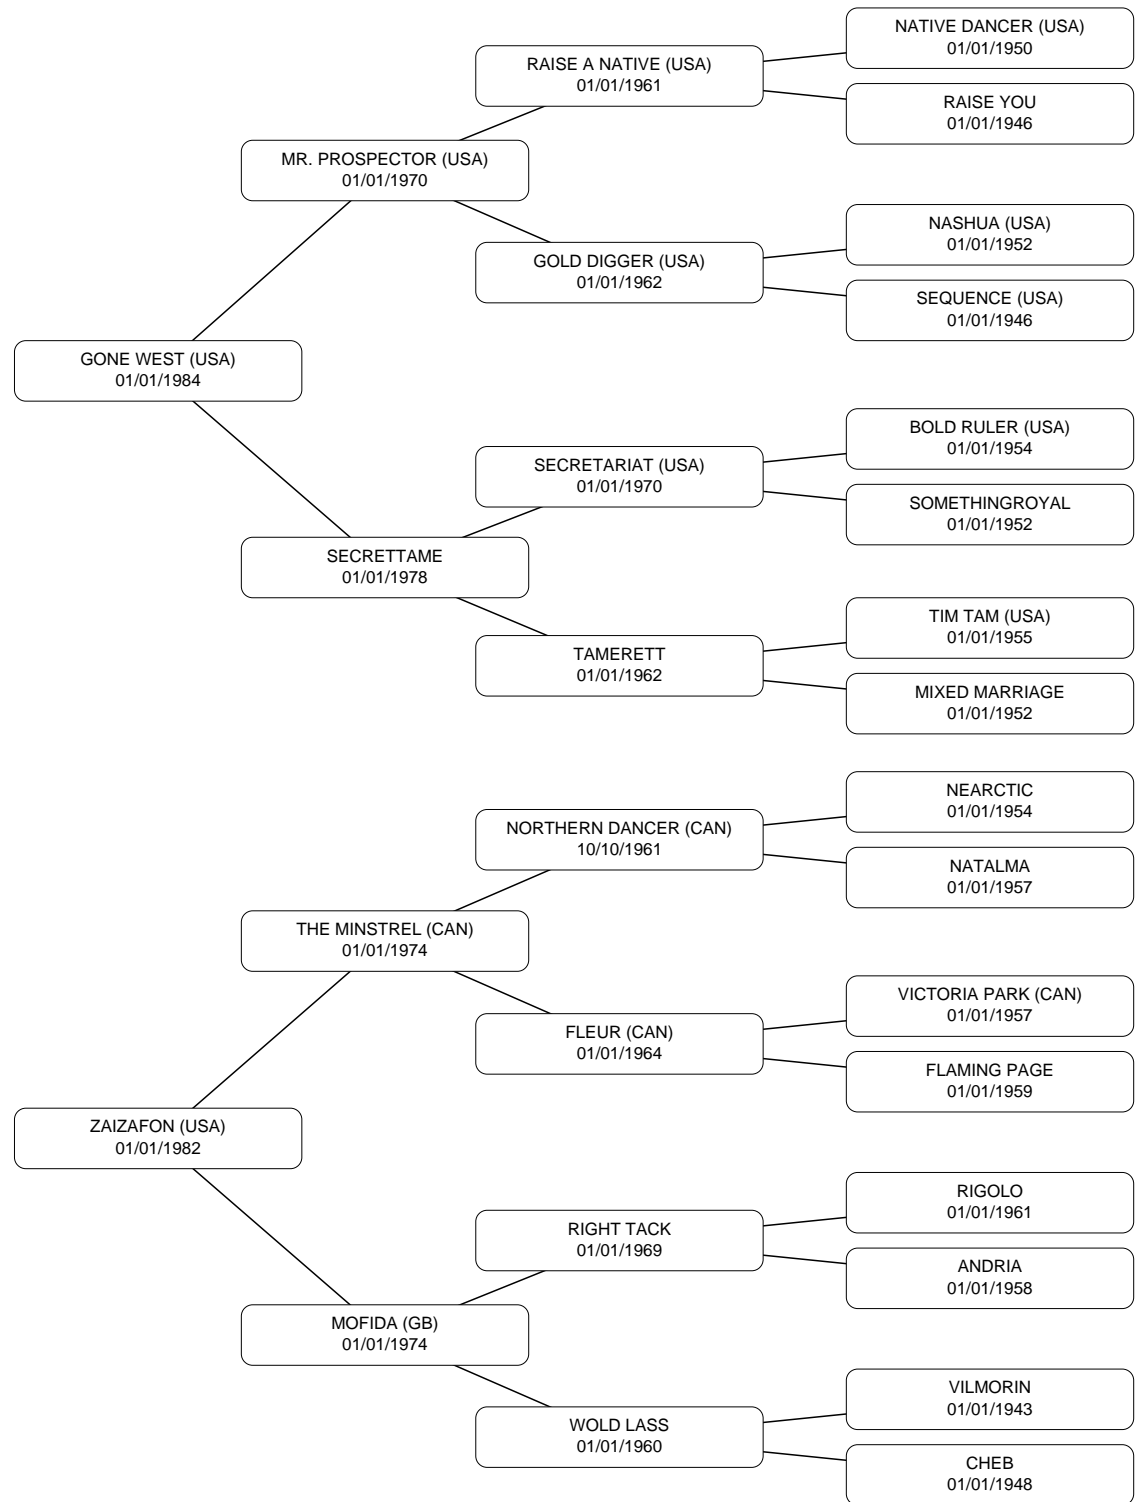 NATIVE DANCER (USA)
01/01/1950
RAISE A NATIVE (USA)
01/01/1961
RAISE YOU
01/01/1946
MR. PROSPECTOR (USA)
01/01/1970
NASHUA (USA)
01/01/1952
GOLD DIGGER (USA)
01/01/1962
SEQUENCE (USA)
01/01/1946
GONE WEST (USA)
01/01/1984
BOLD RULER (USA)
01/01/1954
SECRETARIAT (USA)
01/01/1970
SOMETHINGROYAL
01/01/1952
SECRETTAME
01/01/1978
TIM TAM (USA)
01/01/1955
TAMERETT
01/01/1962
MIXED MARRIAGE
01/01/1952
NEARCTIC
01/01/1954
NORTHERN DANCER (CAN)
10/10/1961
NATALMA
01/01/1957
THE MINSTREL (CAN)
01/01/1974
VICTORIA PARK (CAN)
01/01/1957
FLEUR (CAN)
01/01/1964
FLAMING PAGE
01/01/1959
ZAIZAFON (USA)
01/01/1982
RIGOLO
01/01/1961
RIGHT TACK
01/01/1969
ANDRIA
01/01/1958
MOFIDA (GB)
01/01/1974
VILMORIN
01/01/1943
WOLD LASS
01/01/1960
CHEB
01/01/1948